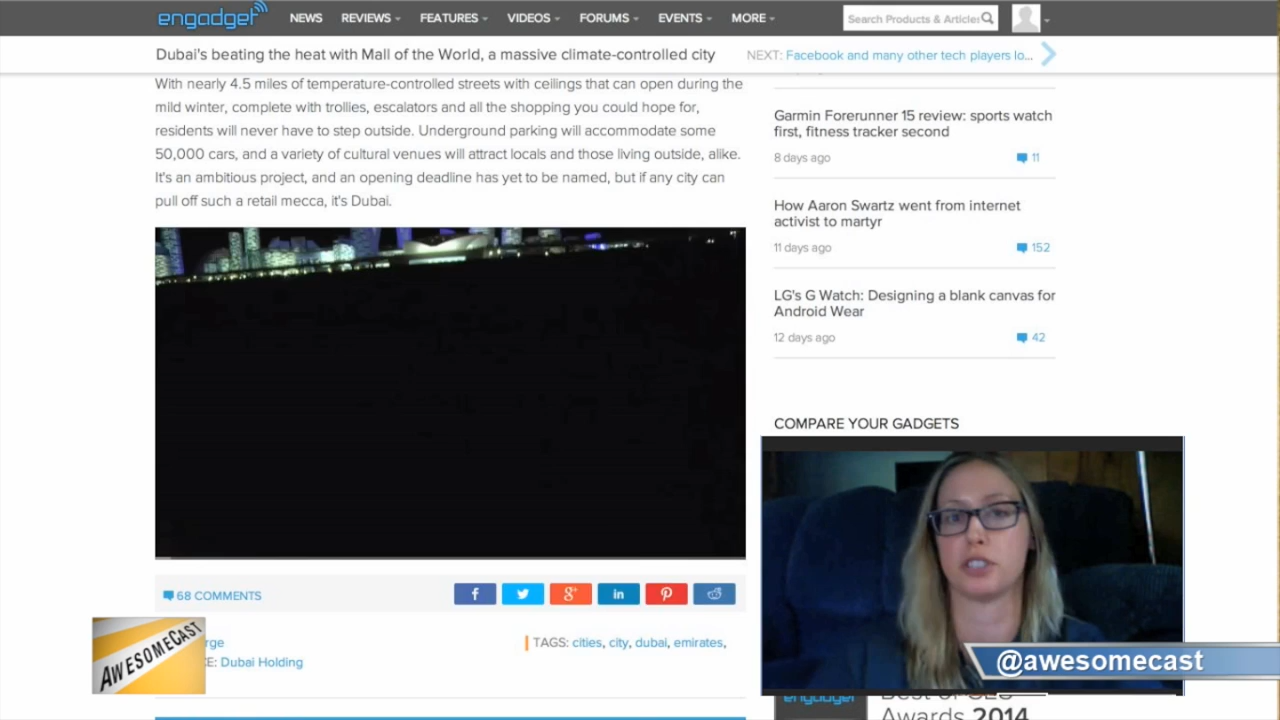 engadget
NEWS REVIEWS FEATURES VIDEOS FORUMS EVENTS MORE
Search Products & Articles
Dubai's beating the heat with Mall of the World, a massive climate-controlled city
NEXT: Facebook and many other tech players lo...
With nearly 4.5 miles of temperature-controlled streets with ceilings that can open during the
mild winter, complete with trollies, escalators and all the shopping you could hope for,
residents will never have to step outside. Underground parking will accommodate some
50,000 cars, and a variety of cultural venues will attract locals and those living outside, alike.
It's an ambitious project, and an opening deadline has yet to be named, but if any city can
pull off such a retail mecca, it's Dubai.
68 COMMENTS
f
g+
in
rge
TAGS: cities, city, dubai, emirates,
E: Dubai Holding
AWESOMECAST
Garmin Forerunner 15 review: sports watch
first, fitness tracker second
8 days ago 11
How Aaron Swartz went from internet
activist to martyr
11 days ago 152
LG's G Watch: Designing a blank canvas for
Android Wear
12 days ago 42
COMPARE YOUR GADGETS
@awesomecast
engadget
Best of CES
Awards 2014